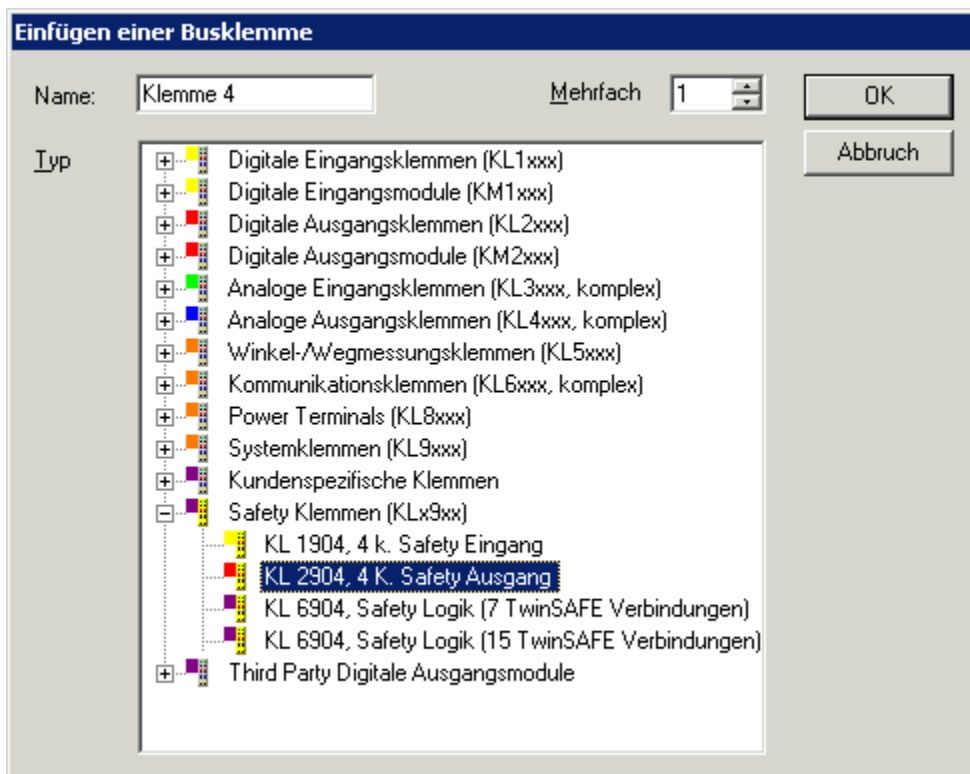 Einfügen einer Busklemme
Name: Klemme 4 Mehrfach 1 OK
Typ Abbruch
Digitale Eingangsklemmen (KL1xxx)
Digitale Eingangsmodule (KM1xxx)
Digitale Ausgangsklemmen (KL2xxx)
Digitale Ausgangsmodule (KM2xxx)
Analoge Eingangsklemmen (KL3xxx, komplex)
Analoge Ausgangsklemmen (KL4xxx, komplex)
Winkel-/Wegmessungsklemmen (KL5xxx)
Kommunikationsklemmen (KL6xxx, komplex)
Power Terminals (KL8xxx)
Systemklemmen (KL9xxx)
Kundenspezifische Klemmen
Safety Klemmen (KLx9xx)
KL 1904, 4 k. Safety Eingang
KL 2904, 4 K. Safety Ausgang
KL 6904, Safety Logik (7 TwinSAFE Verbindungen)
KL 6904, Safety Logik (15 TwinSAFE Verbindungen)
Third Party Digitale Ausgangsmodule